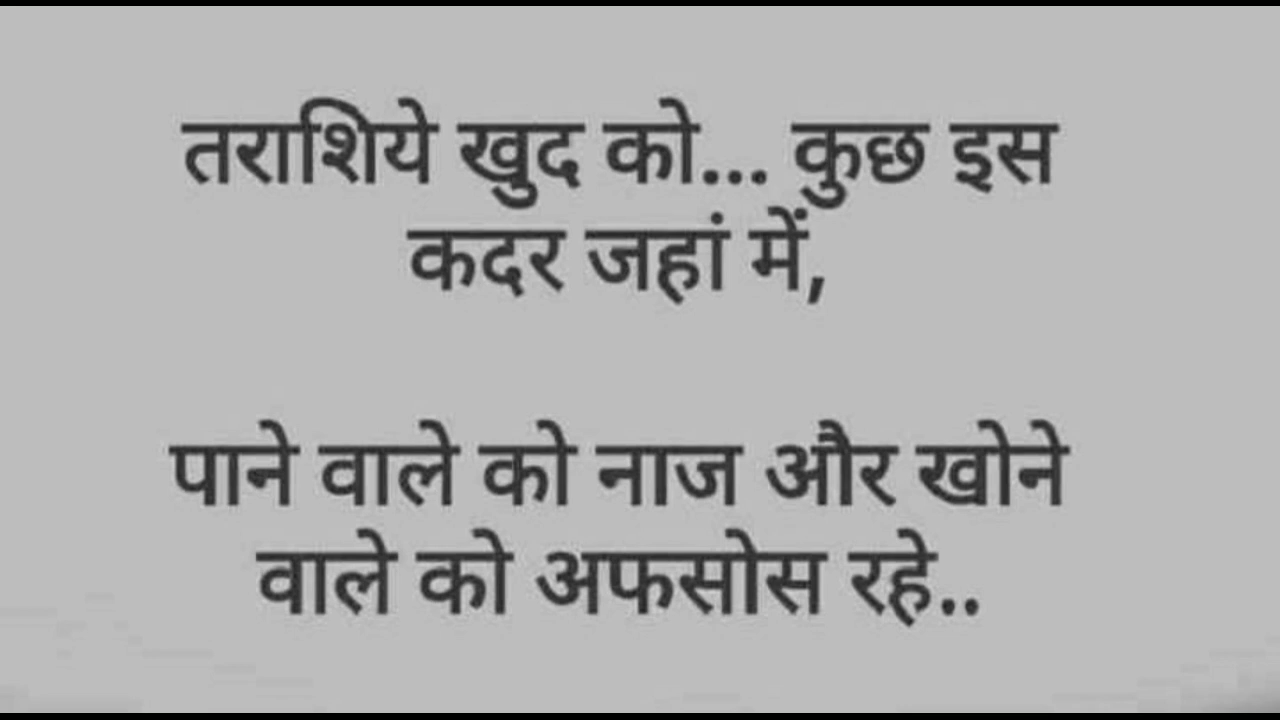 तराशिये खुद को... कुछ इस
कदर जहां में,
पाने वाले को नाज और खोने
वाले को अफसोस रहे..